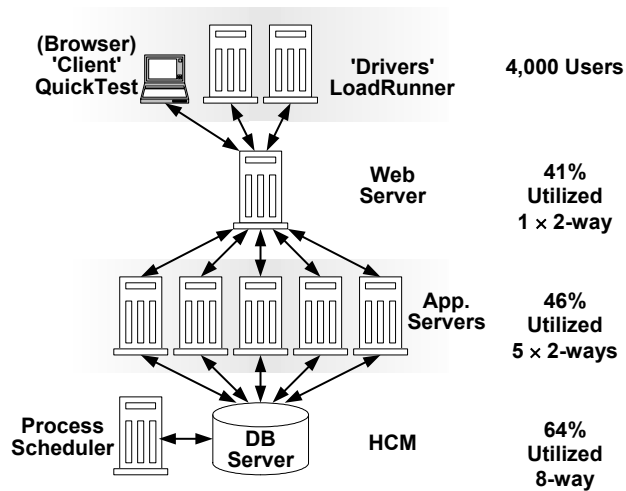 (Browser)
'Client'
QuickTest
'Drivers'
LoadRunner
4,000 Users
Web
Server
41%
Utilized
1 × 2-way
App.
Servers
46%
Utilized
5 × 2-ways
Process
Scheduler
DB
Server
HCM
64%
Utilized
8-way